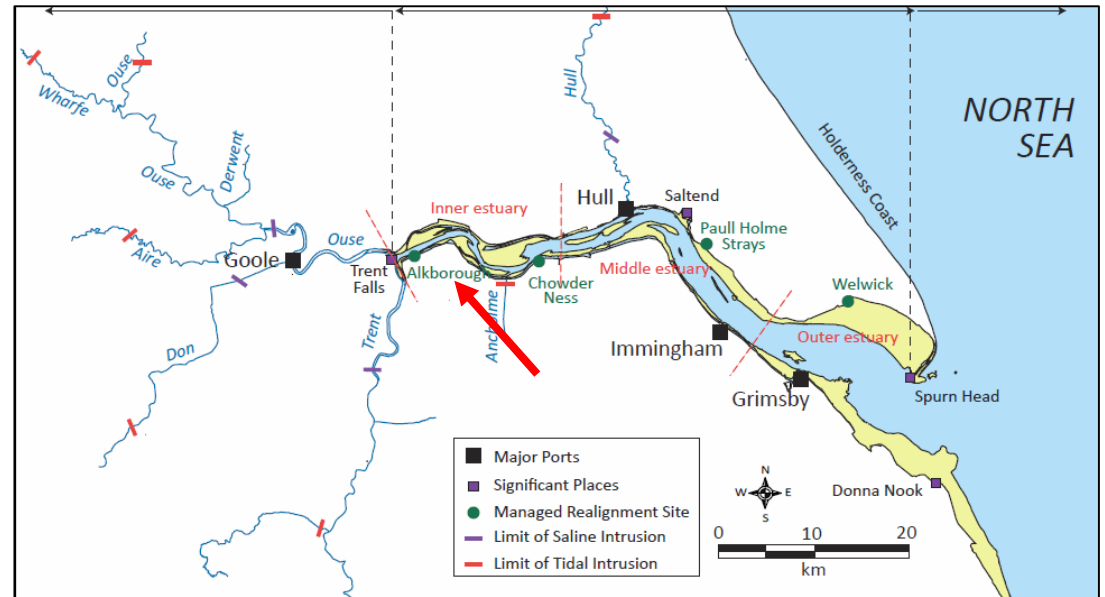 Ouse
Wharfe
Ouse
Derwent
Aire
Goole
Ouse
Don
Trent
Falls
Trent
Alkborough
Inner estuary
Ancholme
Chowder
Ness
Hull
Hull
Saltend
Paull Holme
Strays
Middle estuary
Immingham
Grimsby
Welwick
Outer estuary
Spurn Head
Donna Nook
Holderness Coast
NORTH
SEA
Major Ports
Significant Places
Managed Realignment Site
Limit of Saline Intrusion
Limit of Tidal Intrusion
N
W E
S
0 10 20
km